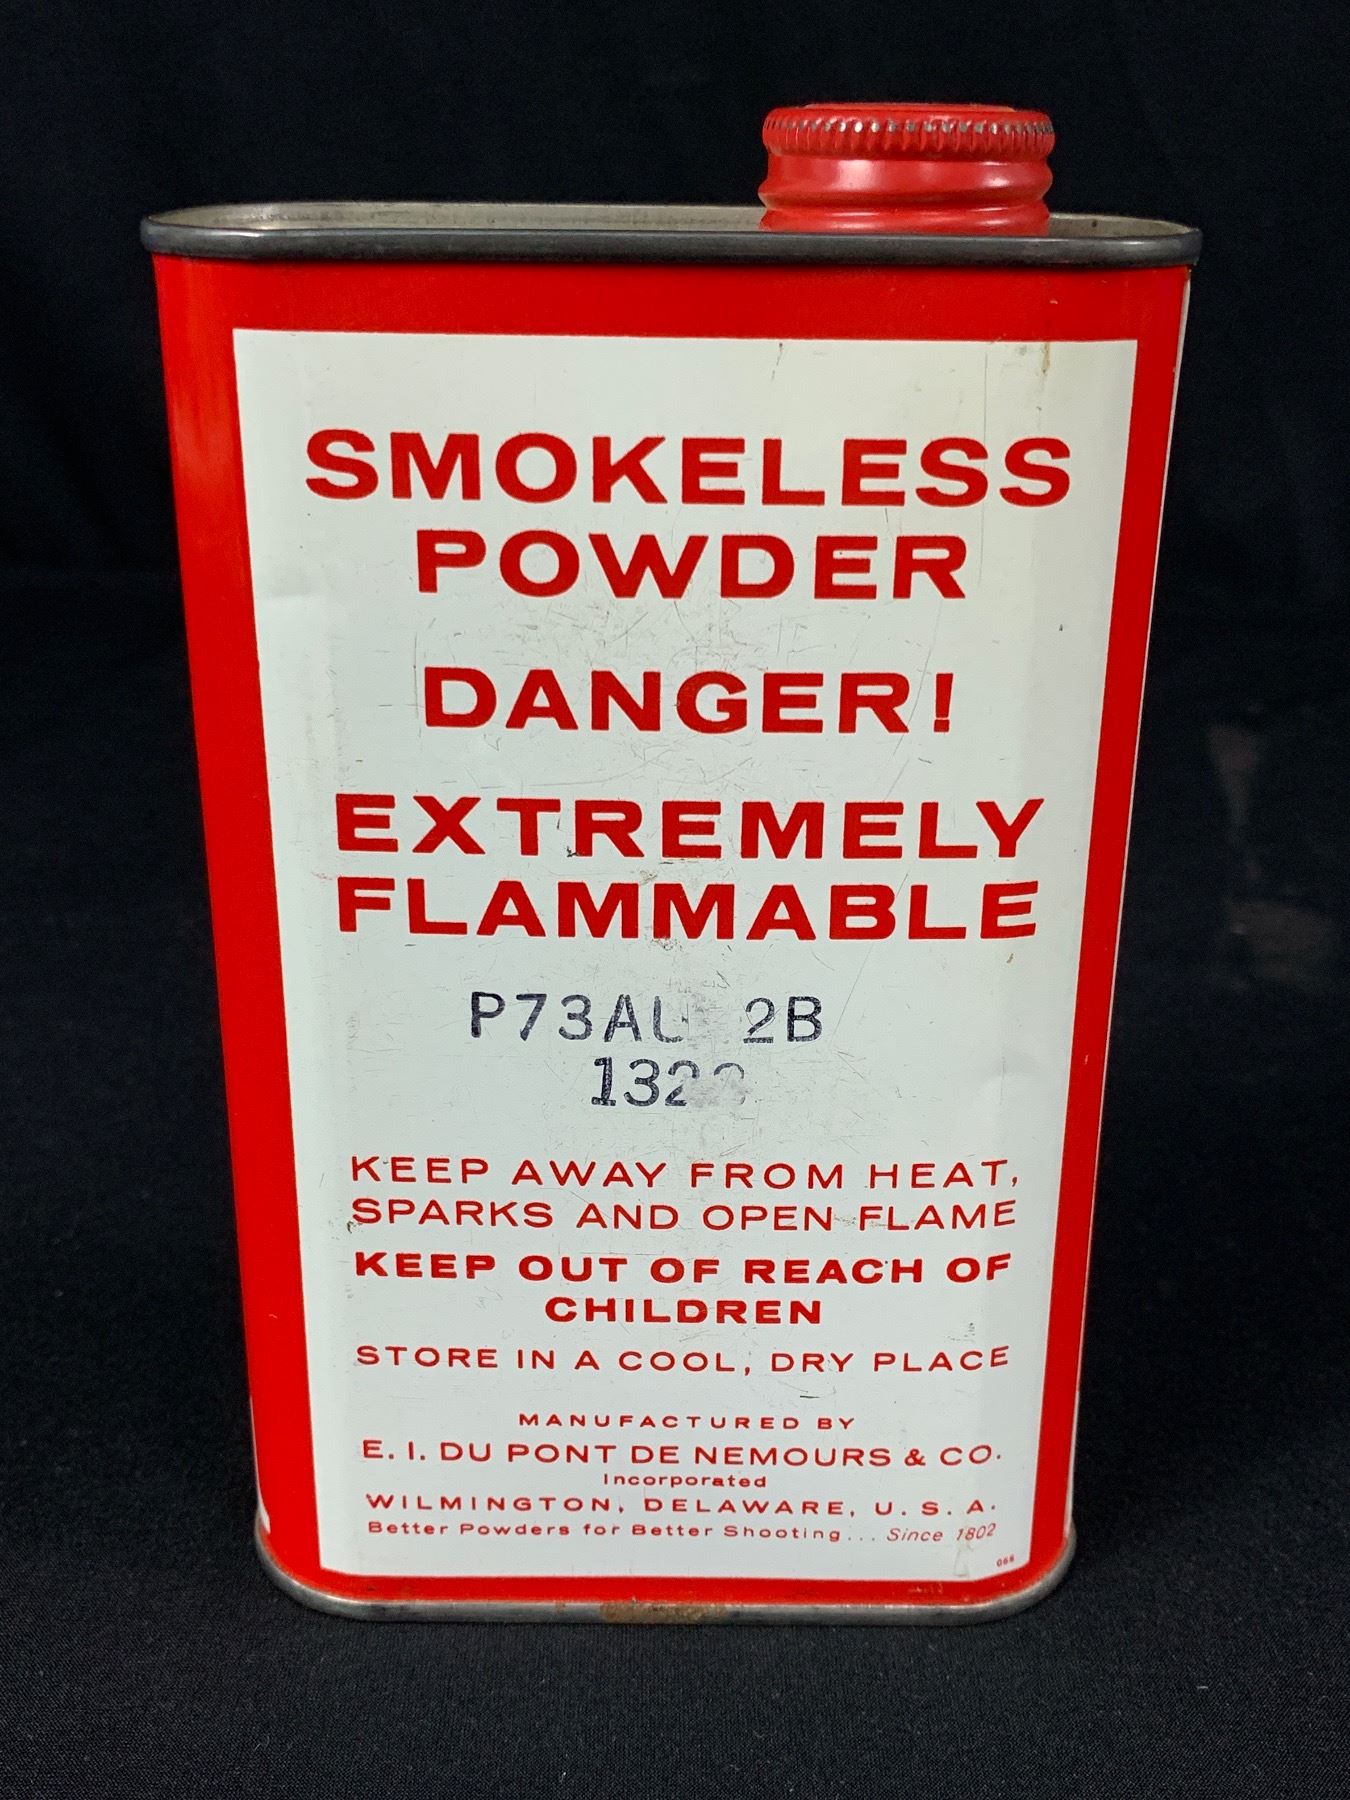 SMOKELESS
POWDER
DANGER!
EXTREMELY
FLAMMABLE
2B
KEEP AWAY FROM HEAT,
SPARKS AND OPEN FLAME
KEEP OUT OF REACH OF
CHILDREN
STORE IN A COOL, DRY PLACE
MANUFACTURED BY
E. I. DU PONT DE NEMOURS & CO.
Incorporated
WILMINGTON, DELAWARE, U. S. A.
Better Powders for Better Shooting... Since 1802